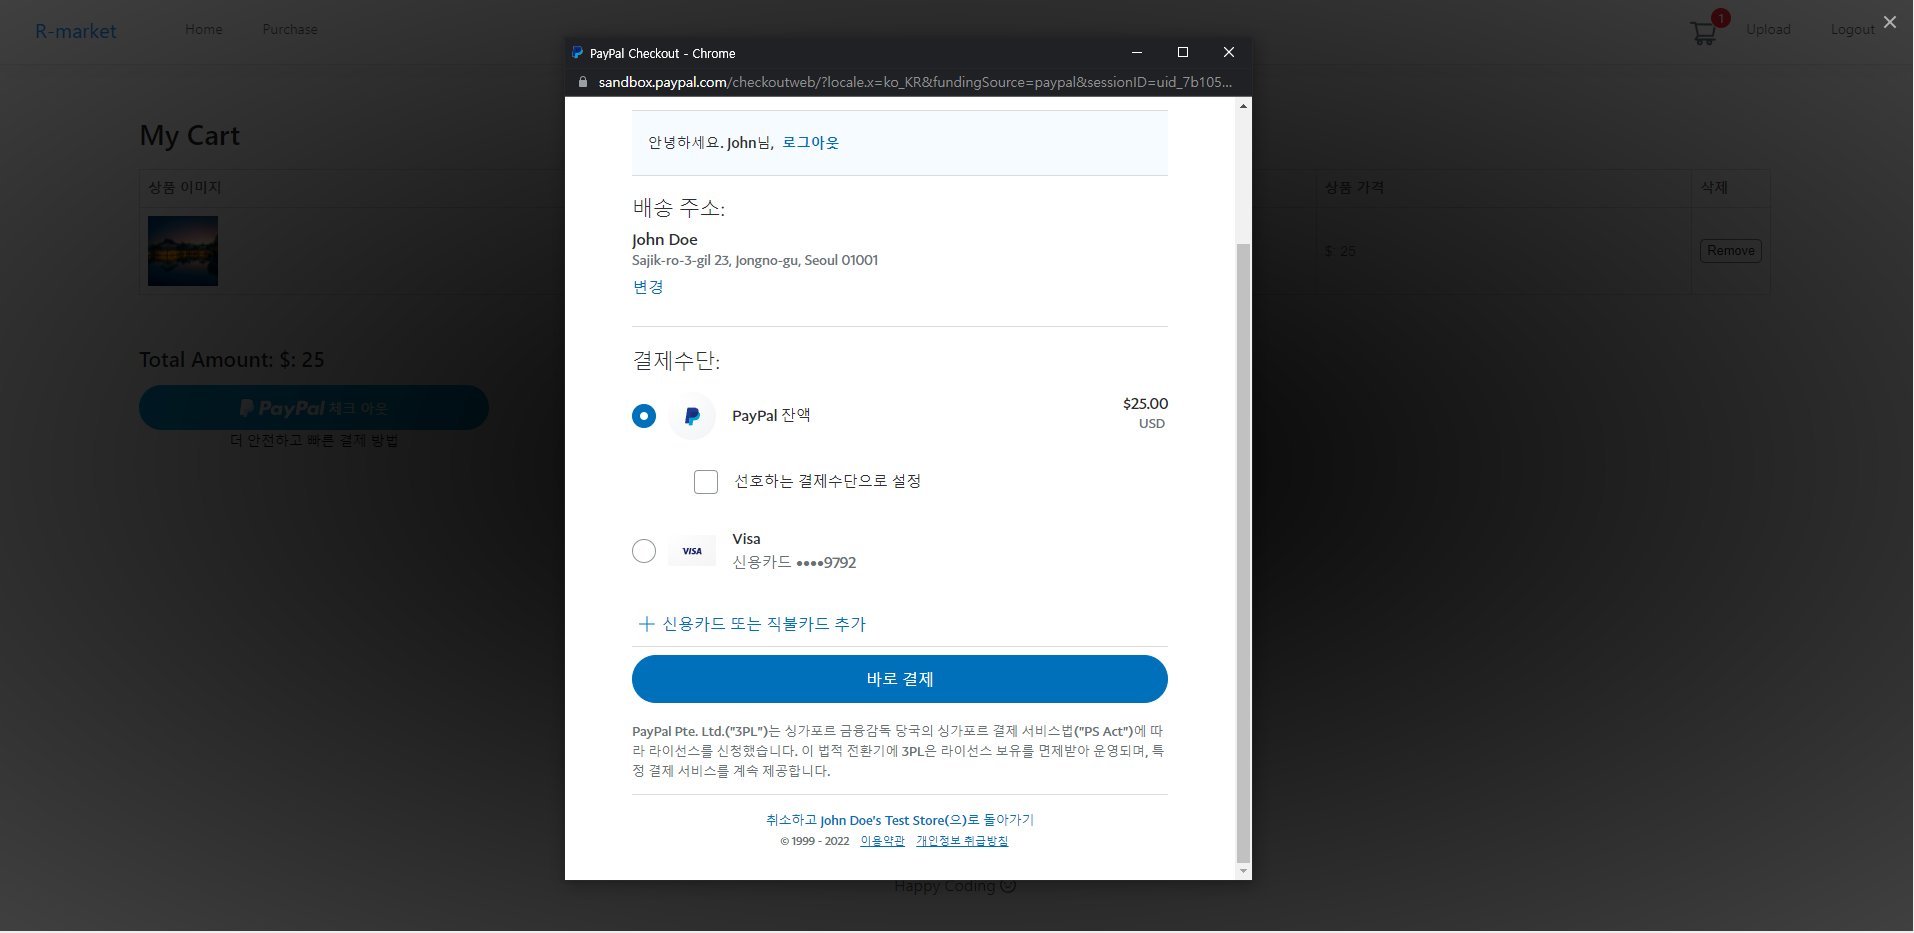 R-market Home Purchase 1 Upload Logout
PayPal Checkout - Chrome
sandbox.paypal.com/checkoutweb/?locale.x=ko_KR&fundingSource=paypal&sessionID=uid_7b105...
My Cart
상품 이미지 상품 가격 삭제
$: 25 Remove
Total Amount: $: 25
PayPal 체크 아웃
더 안전하고 빠른 결제 방법
안녕하세요. John님, 로그아웃
배송 주소:
John Doe
Sajik-ro-3-gil 23, Jongno-gu, Seoul 01001
변경
결제수단:
PayPal 잔액 $25.00
USD
선호하는 결제수단으로 설정
VISA Visa
신용카드 ••••9792
신용카드 또는 직불카드 추가
바로 결제
PayPal Pte. Ltd.("3PL")는 싱가포르 금융감독 당국의 싱가포르 결제 서비스법("PS Act")에 따
라 라이선스를 신청했습니다. 이 법적 전환기에 3PL은 라이선스 보유를 면제받아 운영되며, 특
정 결제 서비스를 계속 제공합니다.
취소하고 John Doe's Test Store(으)로 돌아가기
© 1999 - 2022 이용약관 개인정보 취급방침
Happy Coding